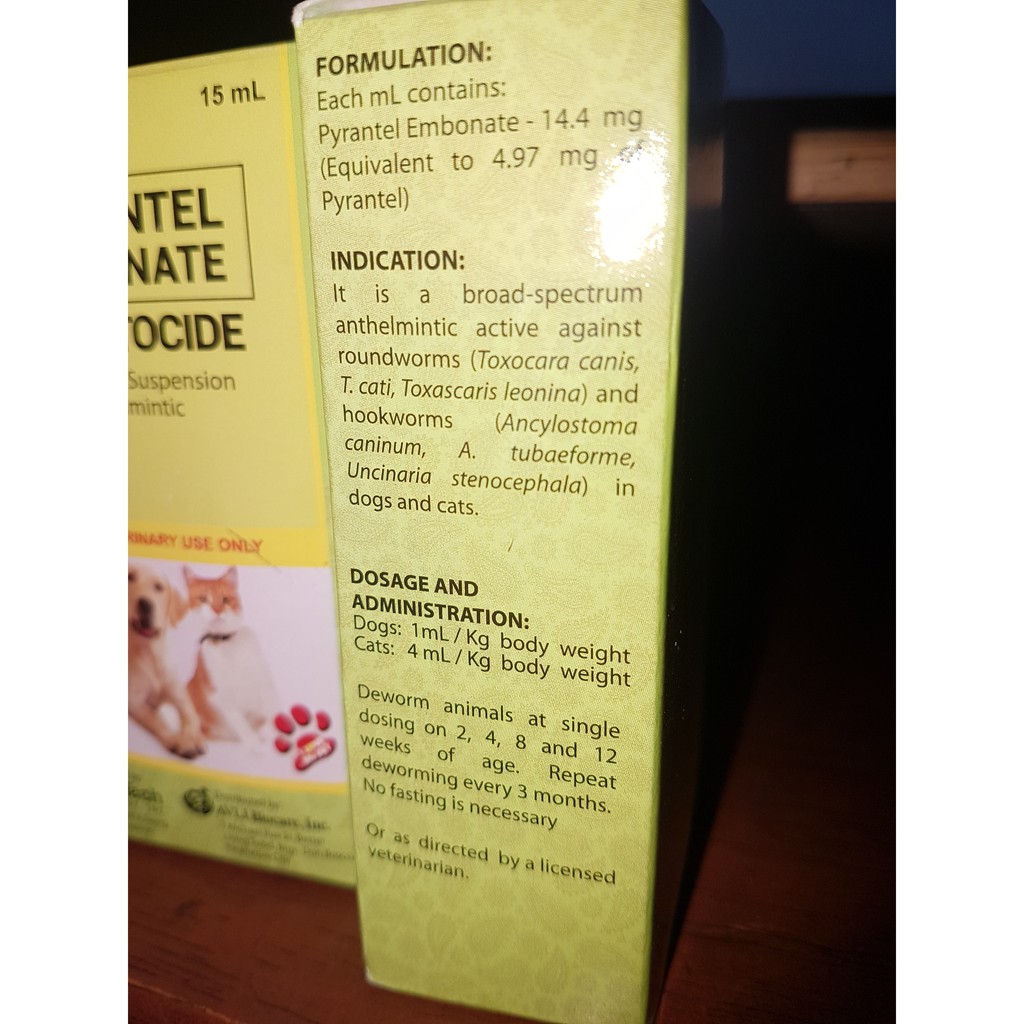 15 mL
NTEL
NATE
TOCIDE
Suspension
mintic
RINARY USE ONLY
Distributed by
FORMULATION:
Each mL contains:
Pyrantel Embonate - 14.4 mg
(Equivalent to 4.97 mg of
Pyrantel)
INDICATION:
It is a broad-spectrum
anthelmintic active against
roundworms (Toxocara canis,
T. cati, Toxascaris leonina) and
hookworms (Ancylostoma
caninum, A. tubaeforme,
Uncinaria stenocephala) in
dogs and cats.
DOSAGE AND
ADMINISTRATION:
Dogs: 1mL / Kg body weight
Cats: 4 mL / Kg body weight
Deworm animals at single
dosing on 2, 4, 8 and 12
weeks of age. Repeat
deworming every 3 months.
No fasting is necessary
Or as directed by a licensed
veterinarian.